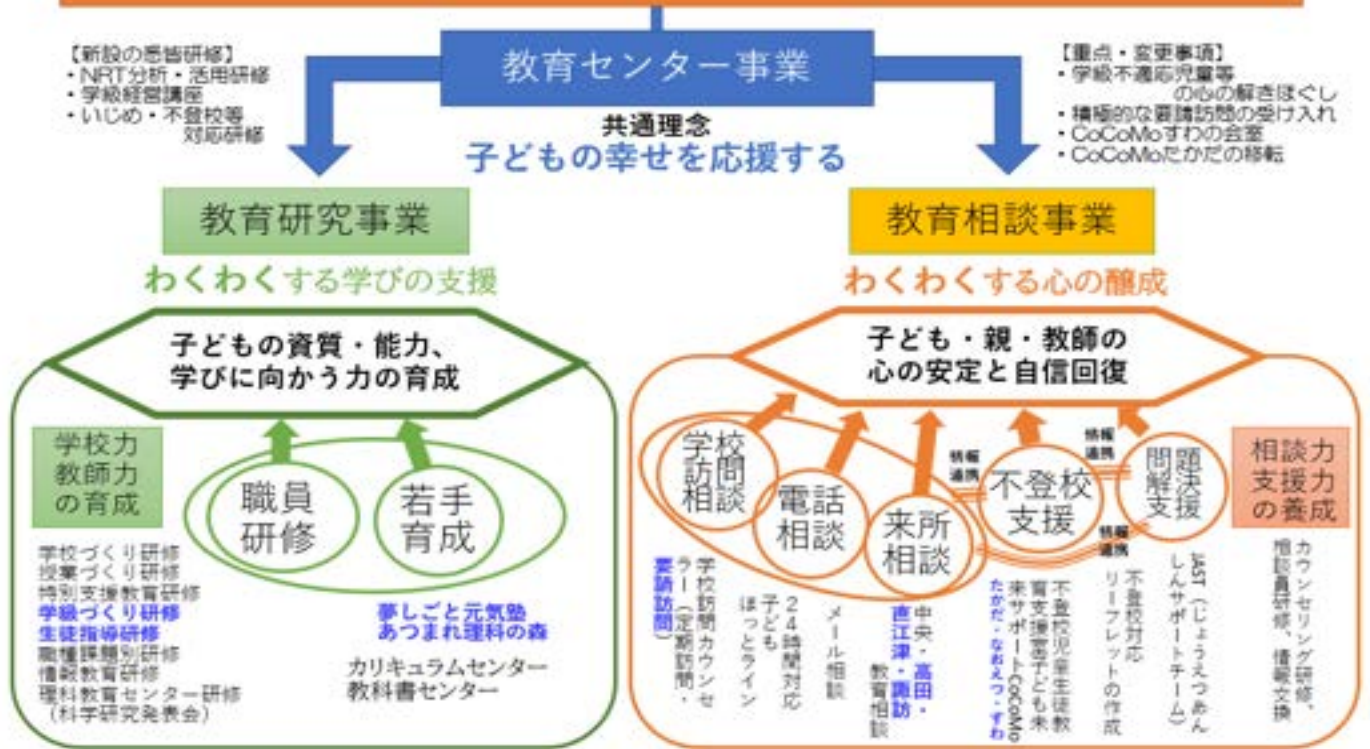 教育センター事業
共通理念
子どもの幸せを応援する
【新設の悉皆研修】
・NRT分析・活用研修
・学級経営講座
・いじめ・不登校等
対応研修
【重点・変更事項】
・学級不適応児童等
の心の解きほぐし
・積極的な要請訪問の受け入れ
・CoCoMoすわの会室
・CoCoMoたかだの移転
教育研究事業
わくわくする学びの支援
子どもの資質・能力、
学びに向かう力の育成
学校力
教師力
の育成
職員
研修
若手
育成
学校づくり研修
授業づくり研修
特別支援教育研修
学級づくり研修
生徒指導研修
職種課題別研修
情報教育研修
理科教育センター研修
（科学研究発表会）
夢しごと元気塾
あつまれ理科の森
カリキュラムセンター
教科書センター
教育相談事業
わくわくする心の醸成
子ども・親・教師の
心の安定と自信回復
学校
訪問
相談
電話
相談
来所
相談
情報
連携
不登校
支援
情報
連携
情報
連携
問題
解決
支援
相談力
支援力
の養成
学校訪問カウンセ
ラー（定期訪問・
要請訪問）
24時間対応
子ども
ほっとライン
メール相談
中央・高田・
直江津・諏訪
教育相談
不登校児童生徒教
育支援室子ども未
来サポートCoCoMo
たかだ・なおえつ・すわ
不登校対応
リーフレットの作成
JAST（じょうえつあん
しんサポートチーム）
カウンセリング研修、
相談員研修、情報交換